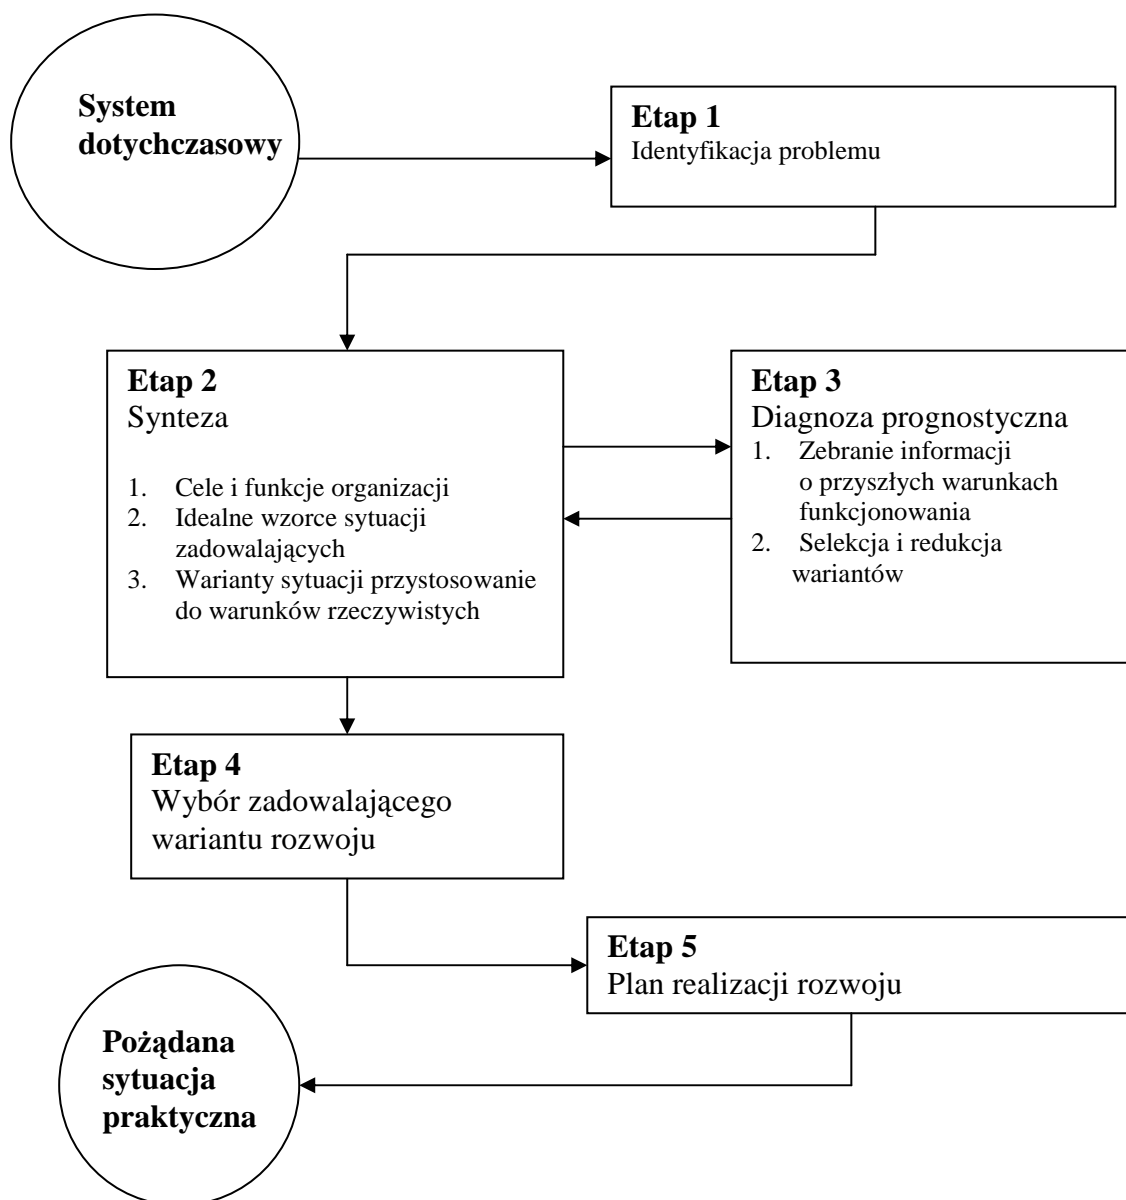 System
dotychczasowy
Etap 1
Identyfikacja problemu
Etap 2
Synteza
1. Cele i funkcje organizacji
2. Idealne wzorce sytuacji
zadowalających
3. Warianty sytuacji przystosowanie
do warunków rzeczywistych
Etap 3
Diagnoza prognostyczna
1. Zebranie informacji
o przyszłych warunkach
funkcjonowania
2. Selekcja i redukcja
wariantów
Etap 4
Wybór zadowalającego
wariantu rozwoju
Etap 5
Plan realizacji rozwoju
Pożądana
sytuacja
praktyczna